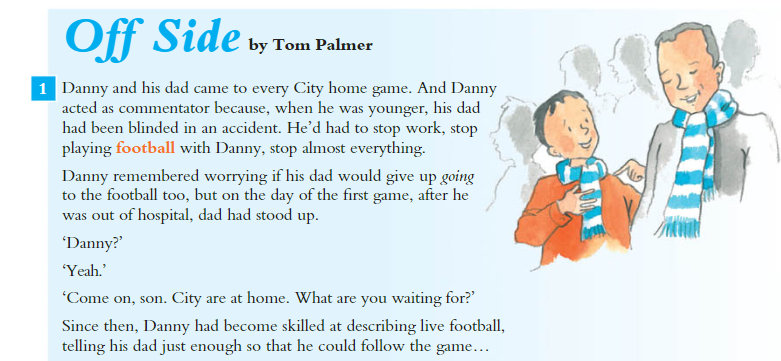 Off Side by Tom Palmer
1 Danny and his dad came to every City home game. And Danny
acted as commentator because, when he was younger, his dad
had been blinded in an accident. He’d had to stop work, stop
playing football with Danny, stop almost everything.
Danny remembered worrying if his dad would give up going
to the football too, but on the day of the first game, after he
was out of hospital, dad had stood up.
‘Danny?’
‘Yeah.’
‘Come on, son. City are at home. What are you waiting for?’
Since then, Danny had become skilled at describing live football,
telling his dad just enough so that he could follow the game…